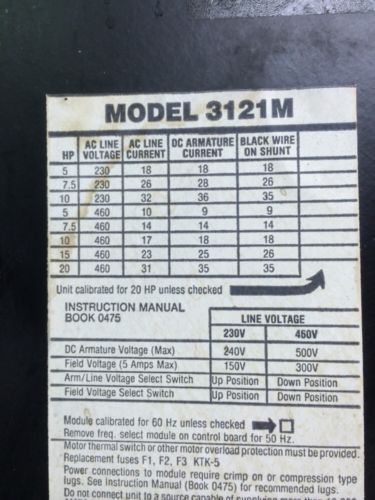 MODEL 3121M
HP AC LINE VOLTAGE AC LINE CURRENT DC ARMATURE CURRENT BLACK WIRE ON SHUNT
5 230 18 18 18
7.5 230 26 28 26
10 230 32 36 35
5 460 10 9 9
7.5 460 14 14 14
10 460 17 18 18
15 460 23 25 26
20 460 31 35 35
Unit calibrated for 20 HP unless checked
INSTRUCTION MANUAL
BOOK 0475
LINE VOLTAGE
230V 460V
DC Armature Voltage (Max) 240V 500V
Field Voltage (5 Amps Max) 150V 300V
Arm/Line Voltage Select Switch Up Position Down Position
Field Voltage Select Switch Up Position Down Position
Module calibrated for 60 Hz unless checked
Remove freq. select module on control board for 50 Hz.
Motor thermal switch or other motor overload protection must be provided.
Replacement fuses F1, F2, F3 KTK-5
Power connections to module require crimp on or compression type
lugs. See Instruction Manual (Book 0475) for recommended lugs.
Do not connect unit to a source capable of supplying more than